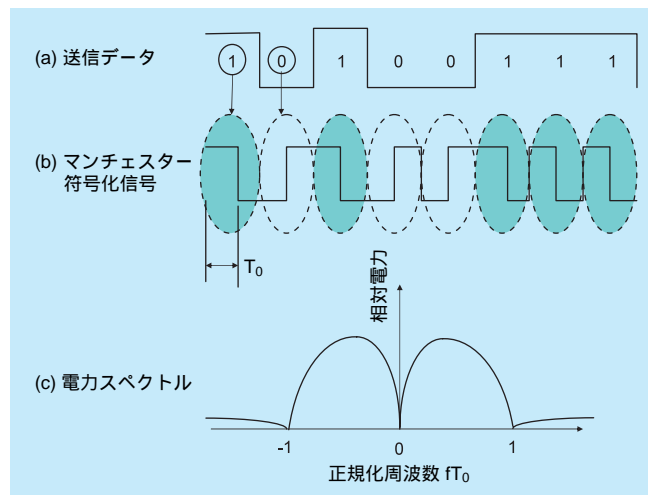 (a) 送信データ
1 0 1 0 0 1 1 1
(b) マンチェスター
符号化信号
T0
相対電力
(c) 電力スペクトル
-1 0 1
正規化周波数 fT0